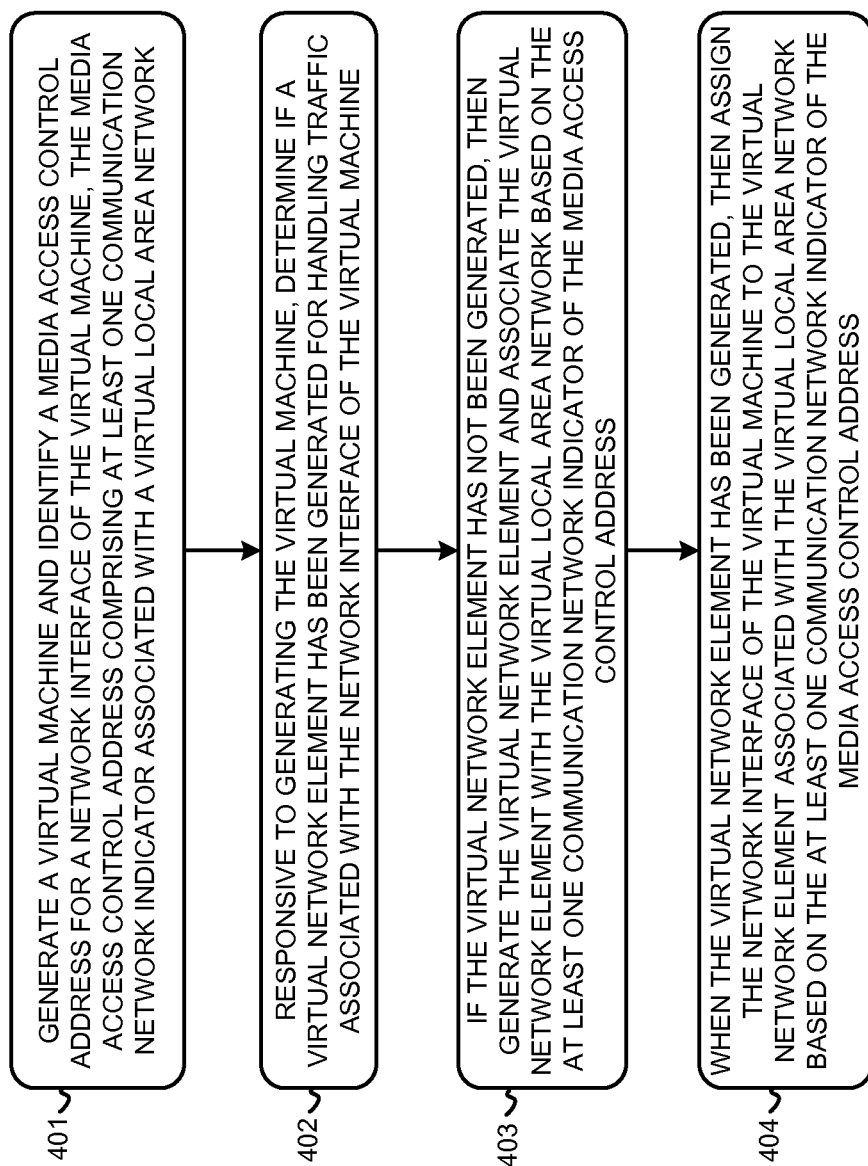 401
GENERATE A VIRTUAL MACHINE AND IDENTIFY A MEDIA ACCESS CONTROL
ADDRESS FOR A NETWORK INTERFACE OF THE VIRTUAL MACHINE, THE MEDIA
ACCESS CONTROL ADDRESS COMPRISING AT LEAST ONE COMMUNICATION
NETWORK INDICATOR ASSOCIATED WITH A VIRTUAL LOCAL AREA NETWORK
402
RESPONSIVE TO GENERATING THE VIRTUAL MACHINE, DETERMINE IF A
VIRTUAL NETWORK ELEMENT HAS BEEN GENERATED FOR HANDLING TRAFFIC
ASSOCIATED WITH THE NETWORK INTERFACE OF THE VIRTUAL MACHINE
403
IF THE VIRTUAL NETWORK ELEMENT HAS NOT BEEN GENERATED, THEN
GENERATE THE VIRTUAL NETWORK ELEMENT AND ASSOCIATE THE VIRTUAL
NETWORK ELEMENT WITH THE VIRTUAL LOCAL AREA NETWORK BASED ON THE
AT LEAST ONE COMMUNICATION NETWORK INDICATOR OF THE MEDIA ACCESS
CONTROL ADDRESS
404
WHEN THE VIRTUAL NETWORK ELEMENT HAS BEEN GENERATED, THEN ASSIGN
THE NETWORK INTERFACE OF THE VIRTUAL MACHINE TO THE VIRTUAL
NETWORK ELEMENT ASSOCIATED WITH THE VIRTUAL LOCAL AREA NETWORK
BASED ON THE AT LEAST ONE COMMUNICATION NETWORK INDICATOR OF THE
MEDIA ACCESS CONTROL ADDRESS